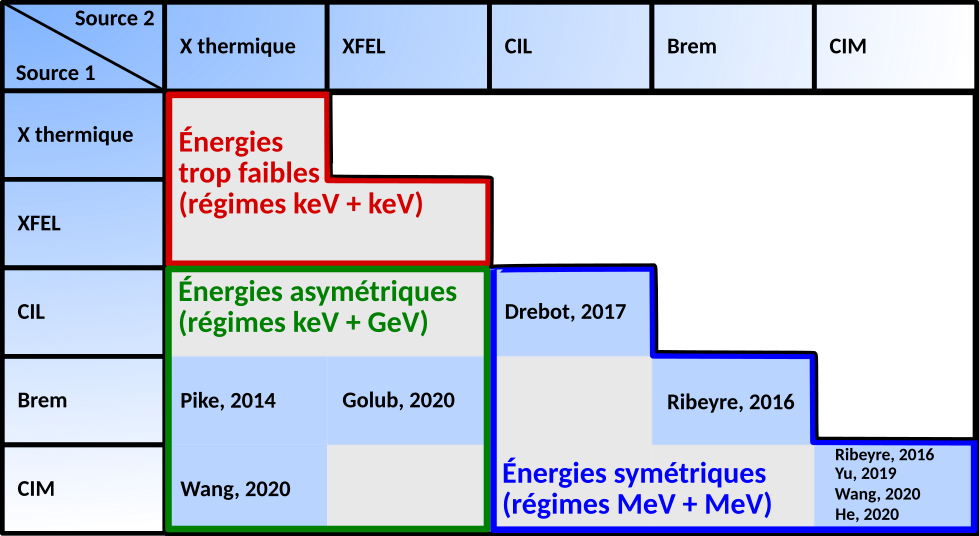 Source 2
Source 1
X thermique
XFEL
CIL
Brem
CIM
X thermique
Énergies
trop faibles
(régimes keV + keV)
XFEL
CIL
Énergies asymétriques
(régimes keV + GeV)
Drebot, 2017
Brem
Pike, 2014
Golub, 2020
Ribeyre, 2016
CIM
Wang, 2020
Énergies symétriques
(régimes MeV + MeV)
Ribeyre, 2016
Yu, 2019
Wang, 2020
He, 2020